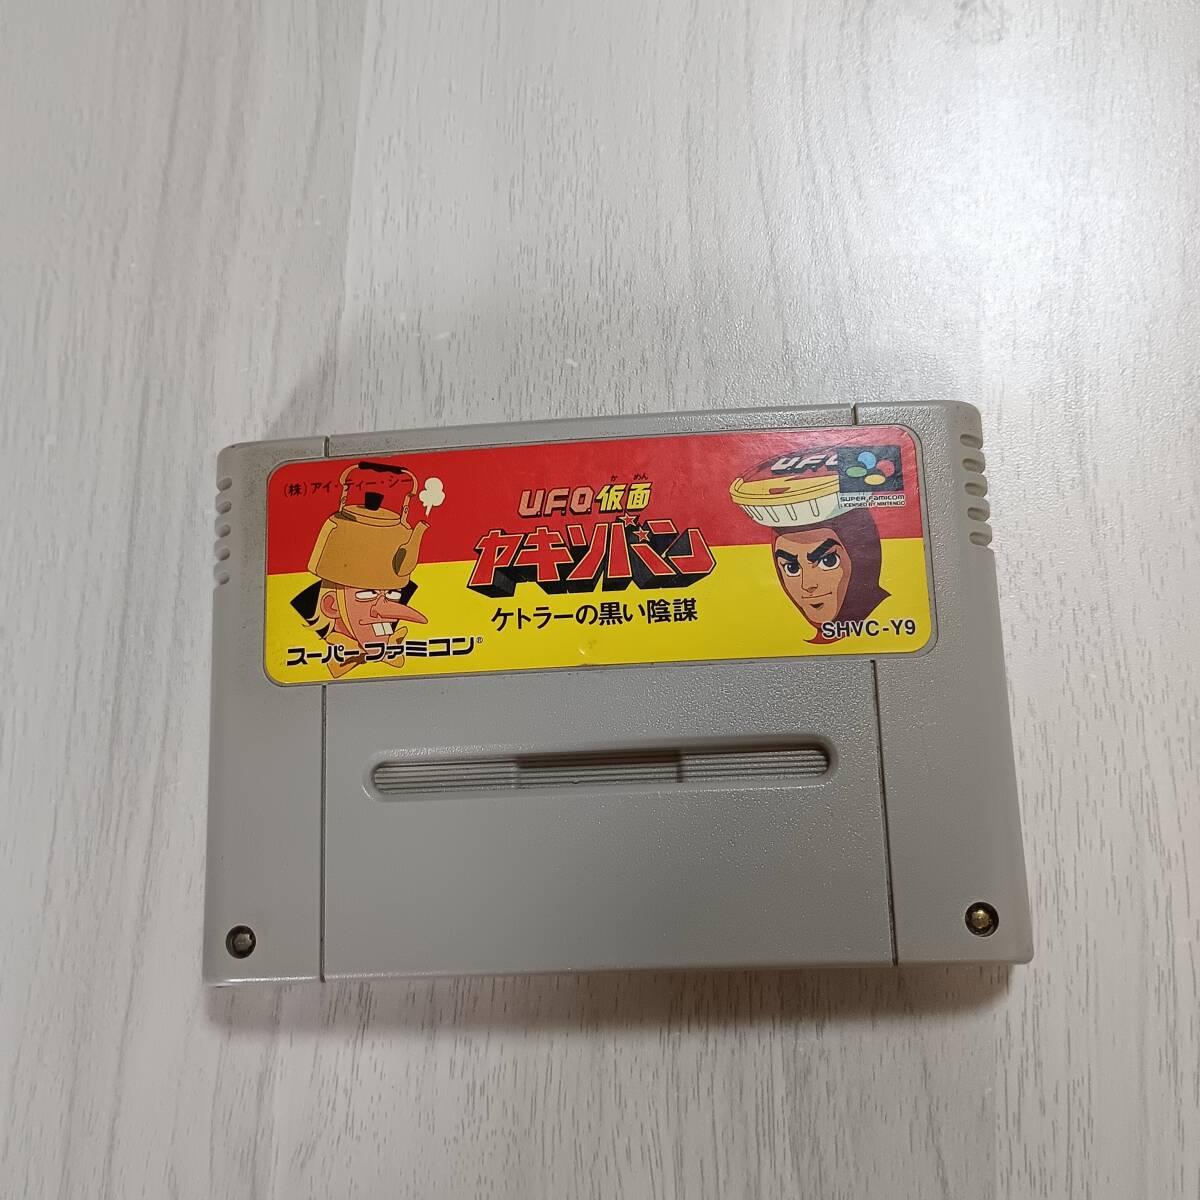 (株)アイ・ティー・シー
かめん
U.F.O.仮面
ヤキソバン
ケトラーの黒い陰謀
スーパーファミコン®
UFO
SUPER FAMICOM
LICENSED BY NINTENDO
SHVC-Y9